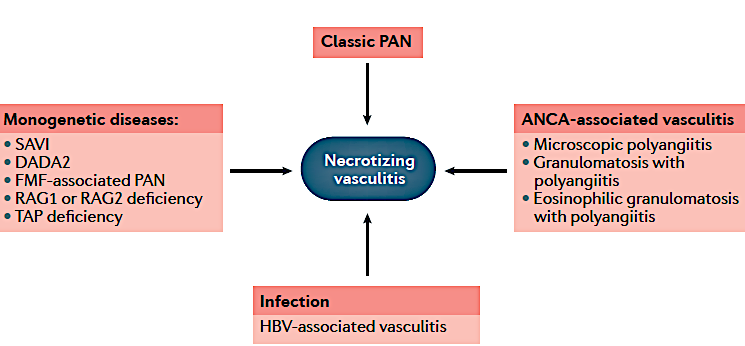 Classic PAN
Monogenetic diseases:
• SAVI
• DADA2
• FMF-associated PAN
• RAG1 or RAG2 deficiency
• TAP deficiency
Necrotizing
vasculitis
ANCA-associated vasculitis
• Microscopic polyangiitis
• Granulomatosis with
polyangiitis
• Eosinophilic granulomatosis
with polyangiitis
Infection
HBV-associated vasculitis